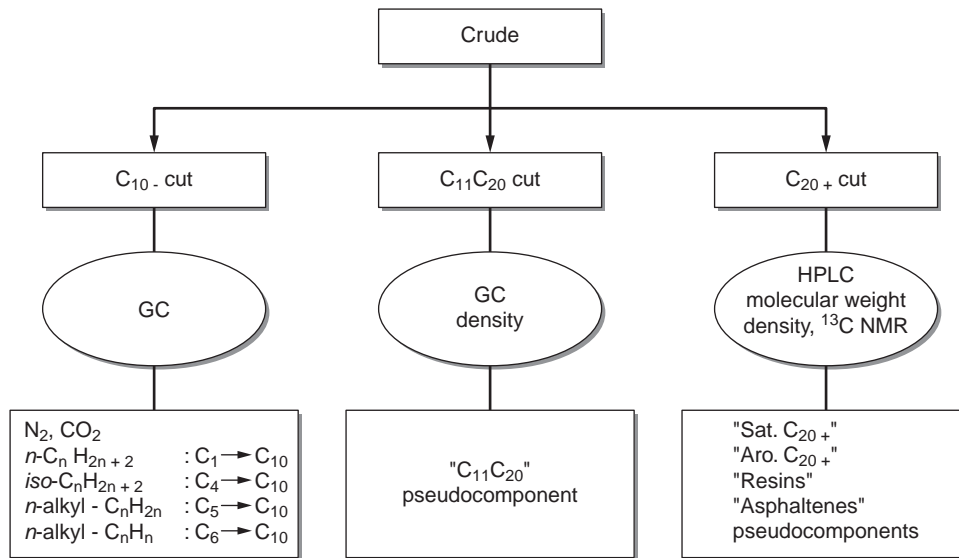 Crude
C₁₀₋ cut
C₁₁C₂₀ cut
C₂₀₊ cut
GC
GC
density
HPLC
molecular weight
density, ¹³C NMR
N₂, CO₂
n-Cₙ H₂ₙ₊₂ : C₁ → C₁₀
iso-CₙH₂ₙ₊₂ : C₄ → C₁₀
n-alkyl - CₙH₂ₙ : C₅ → C₁₀
n-alkyl - CₙHₙ : C₆ → C₁₀
"C₁₁C₂₀"
pseudocomponent
"Sat. C₂₀₊"
"Aro. C₂₀₊"
"Resins"
"Asphaltenes"
pseudocomponents